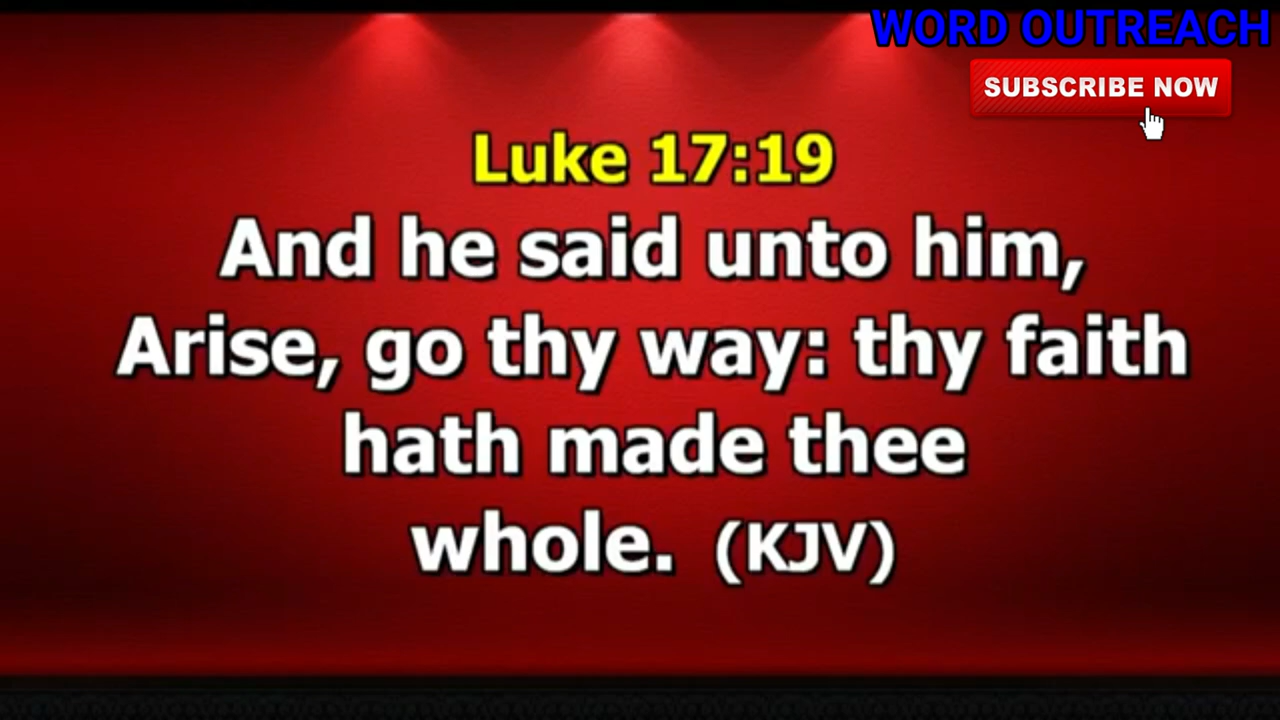 WORD OUTREACH
SUBSCRIBE NOW
Luke 17:19
And he said unto him,
Arise, go thy way: thy faith
hath made thee
whole. (KJV)